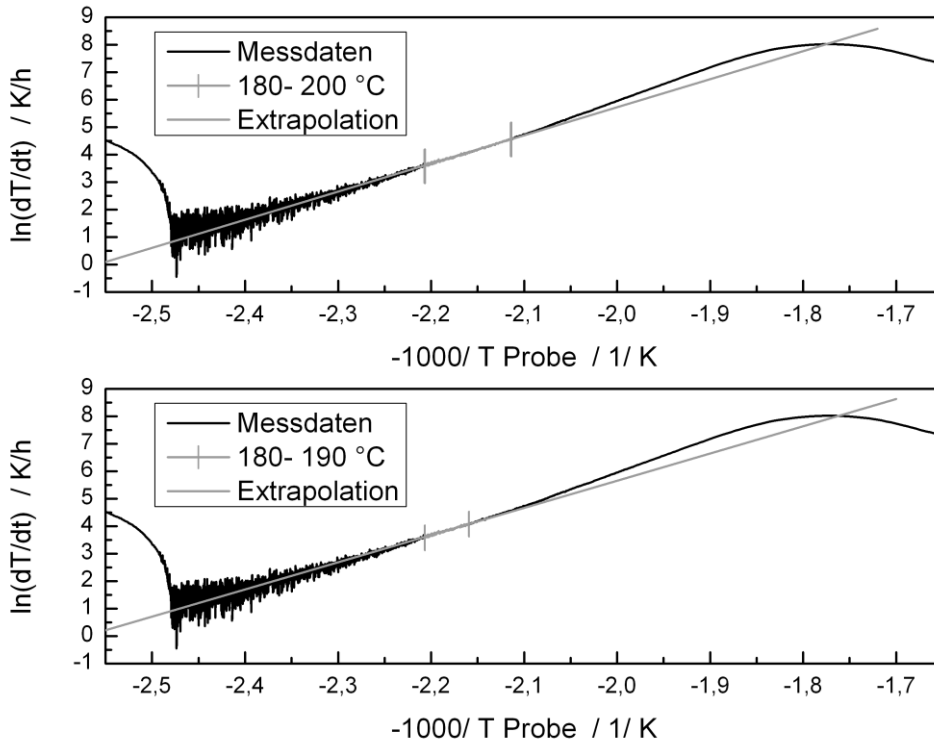 9
8
7
6
5
4
3
2
1
0
-1
ln(dT/dt) / K/h
Messdaten
180- 200 °C
Extrapolation
-2,5 -2,4 -2,3 -2,2 -2,1 -2,0 -1,9 -1,8 -1,7
-1000/ T Probe / 1/ K
9
8
7
6
5
4
3
2
1
0
-1
ln(dT/dt) / K/h
Messdaten
180- 190 °C
Extrapolation
-2,5 -2,4 -2,3 -2,2 -2,1 -2,0 -1,9 -1,8 -1,7
-1000/ T Probe / 1/ K